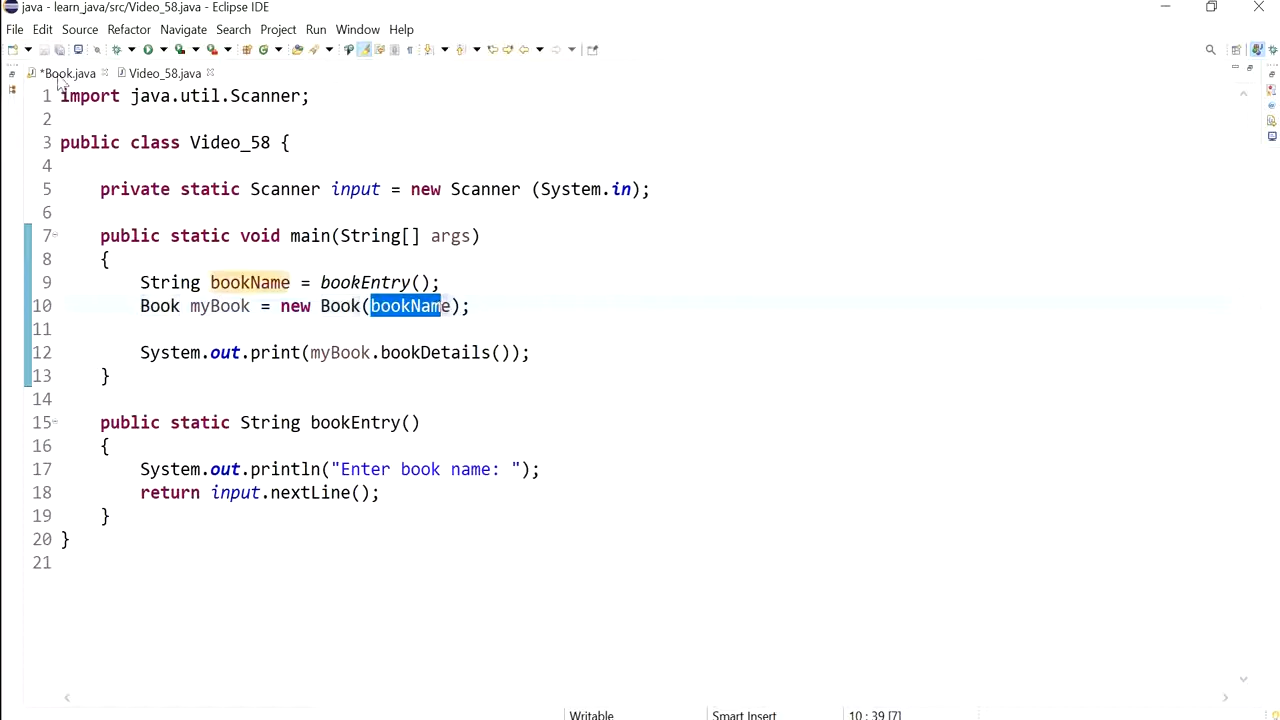 java - learn_java/src/Video_58.java - Eclipse IDE
File Edit Source Refactor Navigate Search Project Run Window Help
*Book.java Video_58.java
1 import java.util.Scanner;
2
3 public class Video_58 {
4
5 private static Scanner input = new Scanner (System.in);
6
7 public static void main(String[] args)
8 {
9 String bookName = bookEntry();
10 Book myBook = new Book(bookName);
11
12 System.out.print(myBook.bookDetails());
13 }
14
15 public static String bookEntry()
16 {
17 System.out.println("Enter book name: ");
18 return input.nextLine();
19 }
20 }
21
Writable Smart Insert 10 : 39 [7]